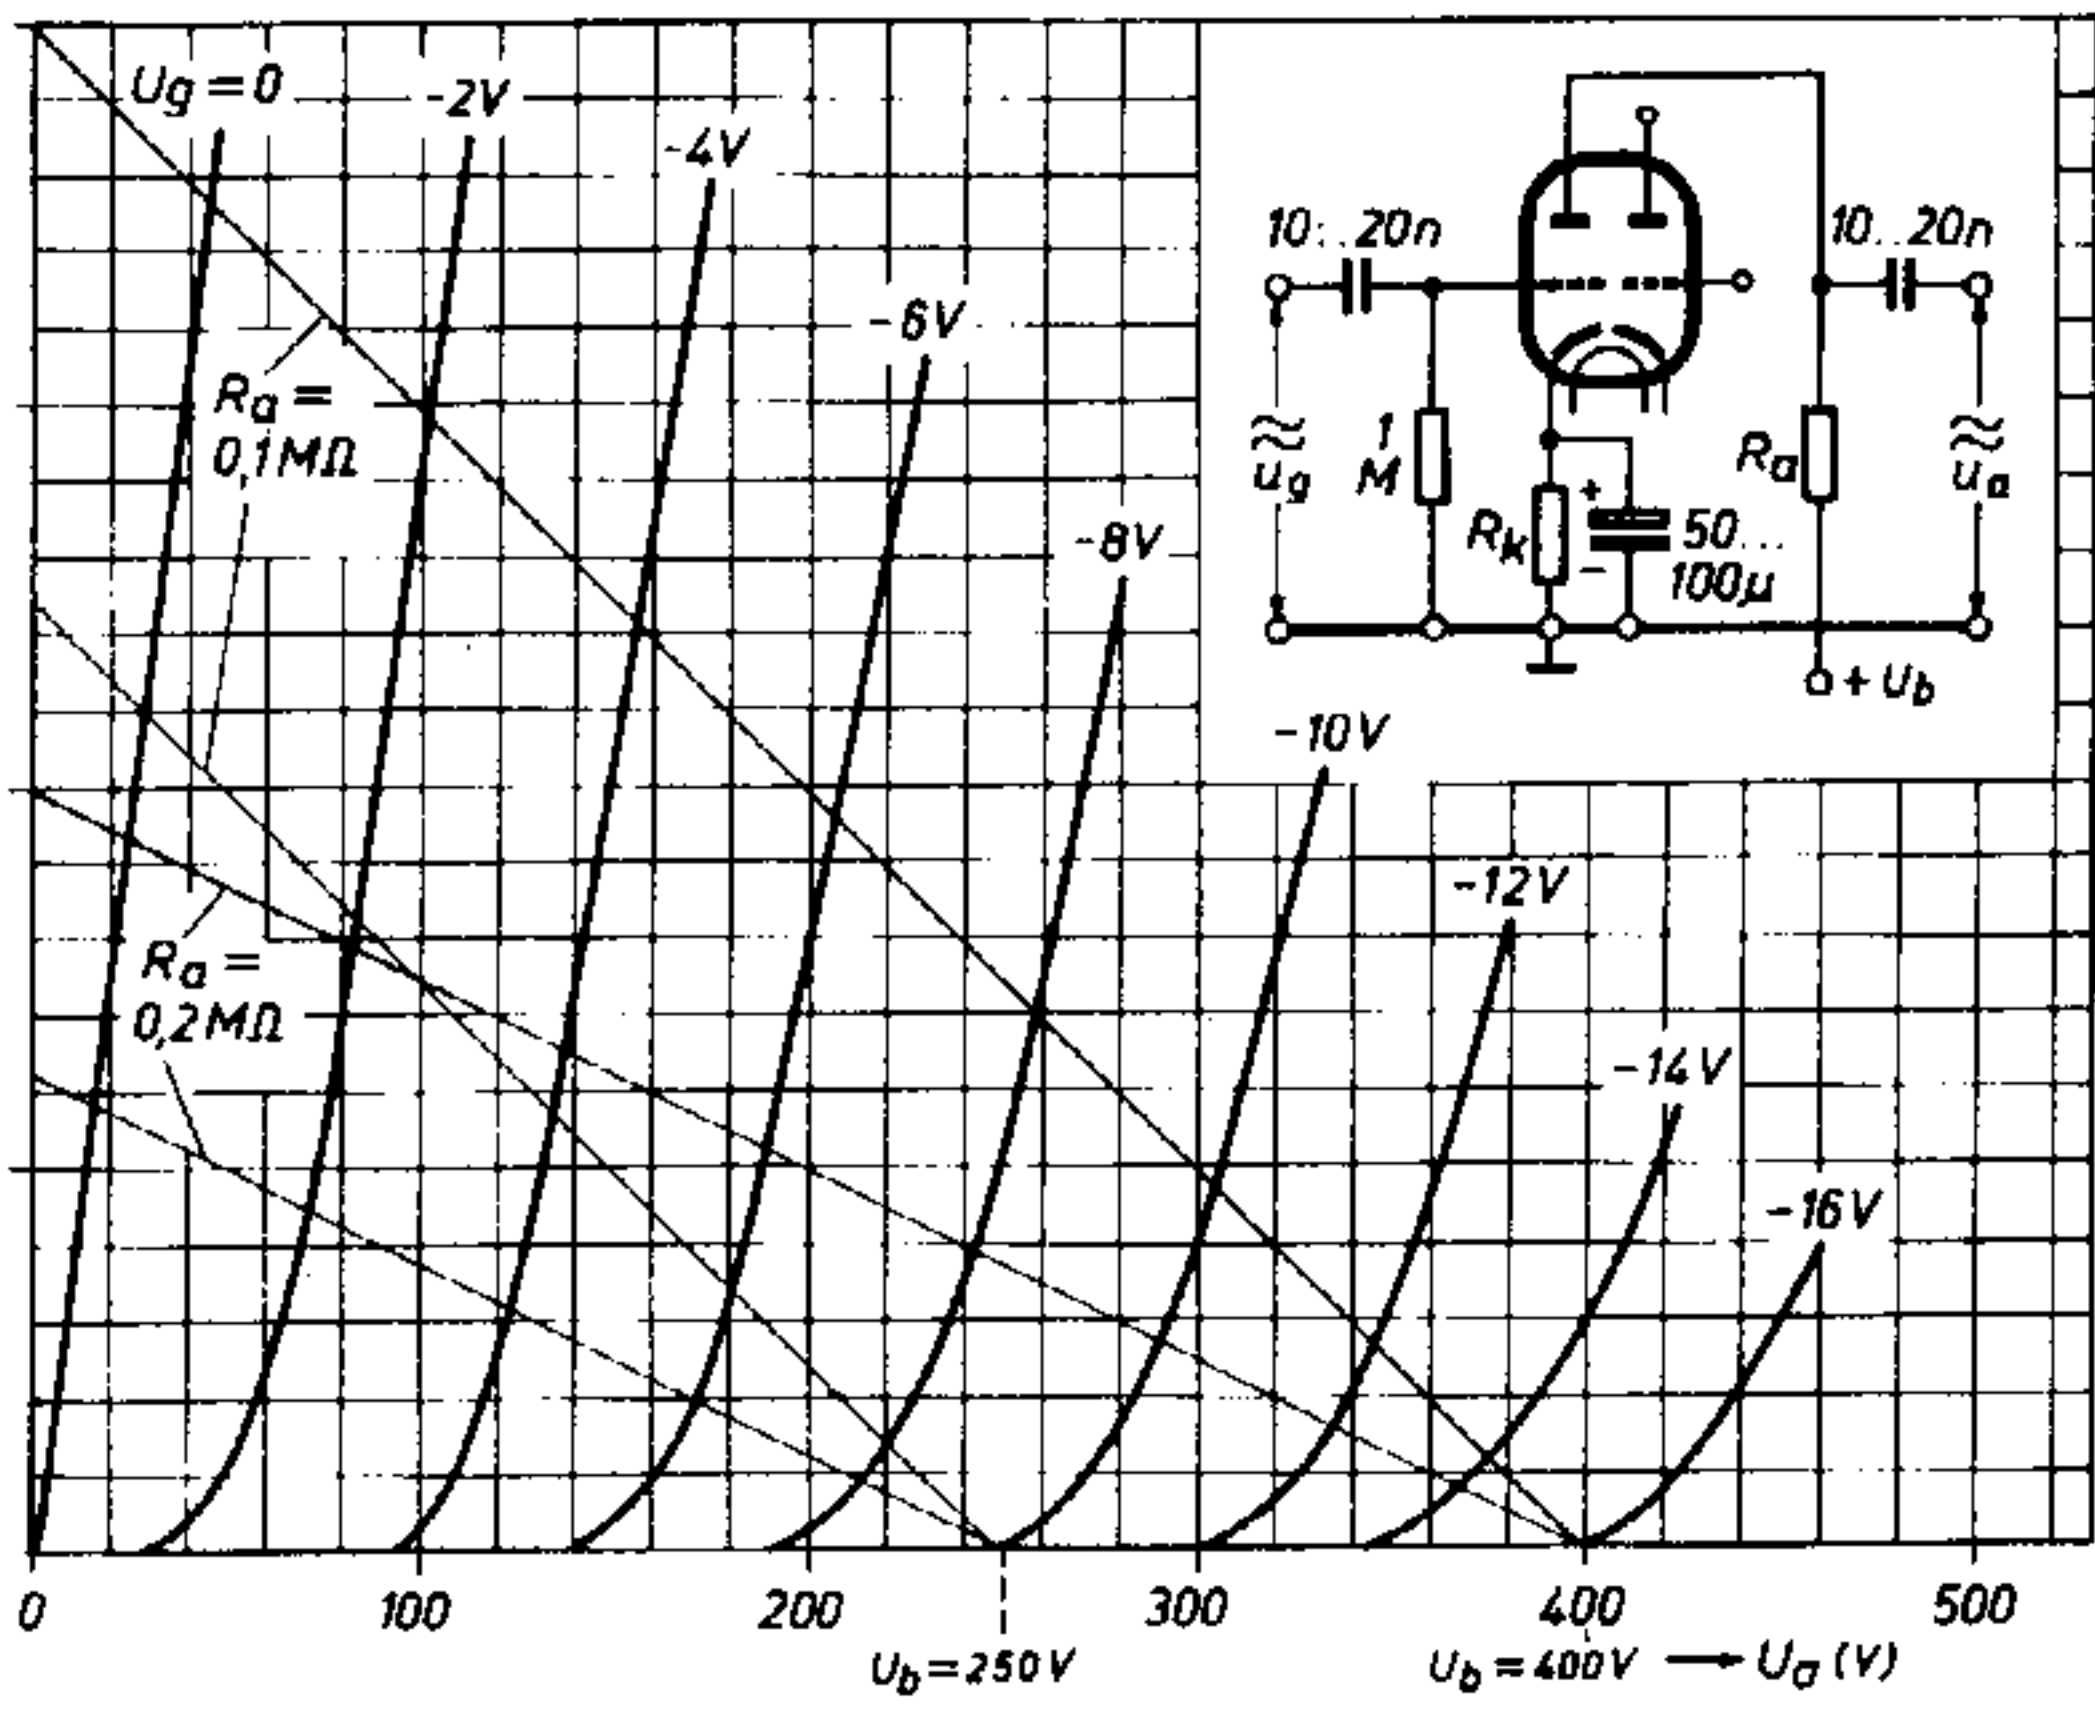 Ug = 0
-2V
-4V
-6V
-8V
-10V
-12V
-14V
-16V
Ra =
0,1MΩ
Ra =
0,2MΩ
10...20n
10...20n
ug
1
M
Rk
+
-
50...
100µ
Ra
ua
+ Ub
0
100
200
300
400
500
Ub = 250V
Ub = 400V → Ua (V)